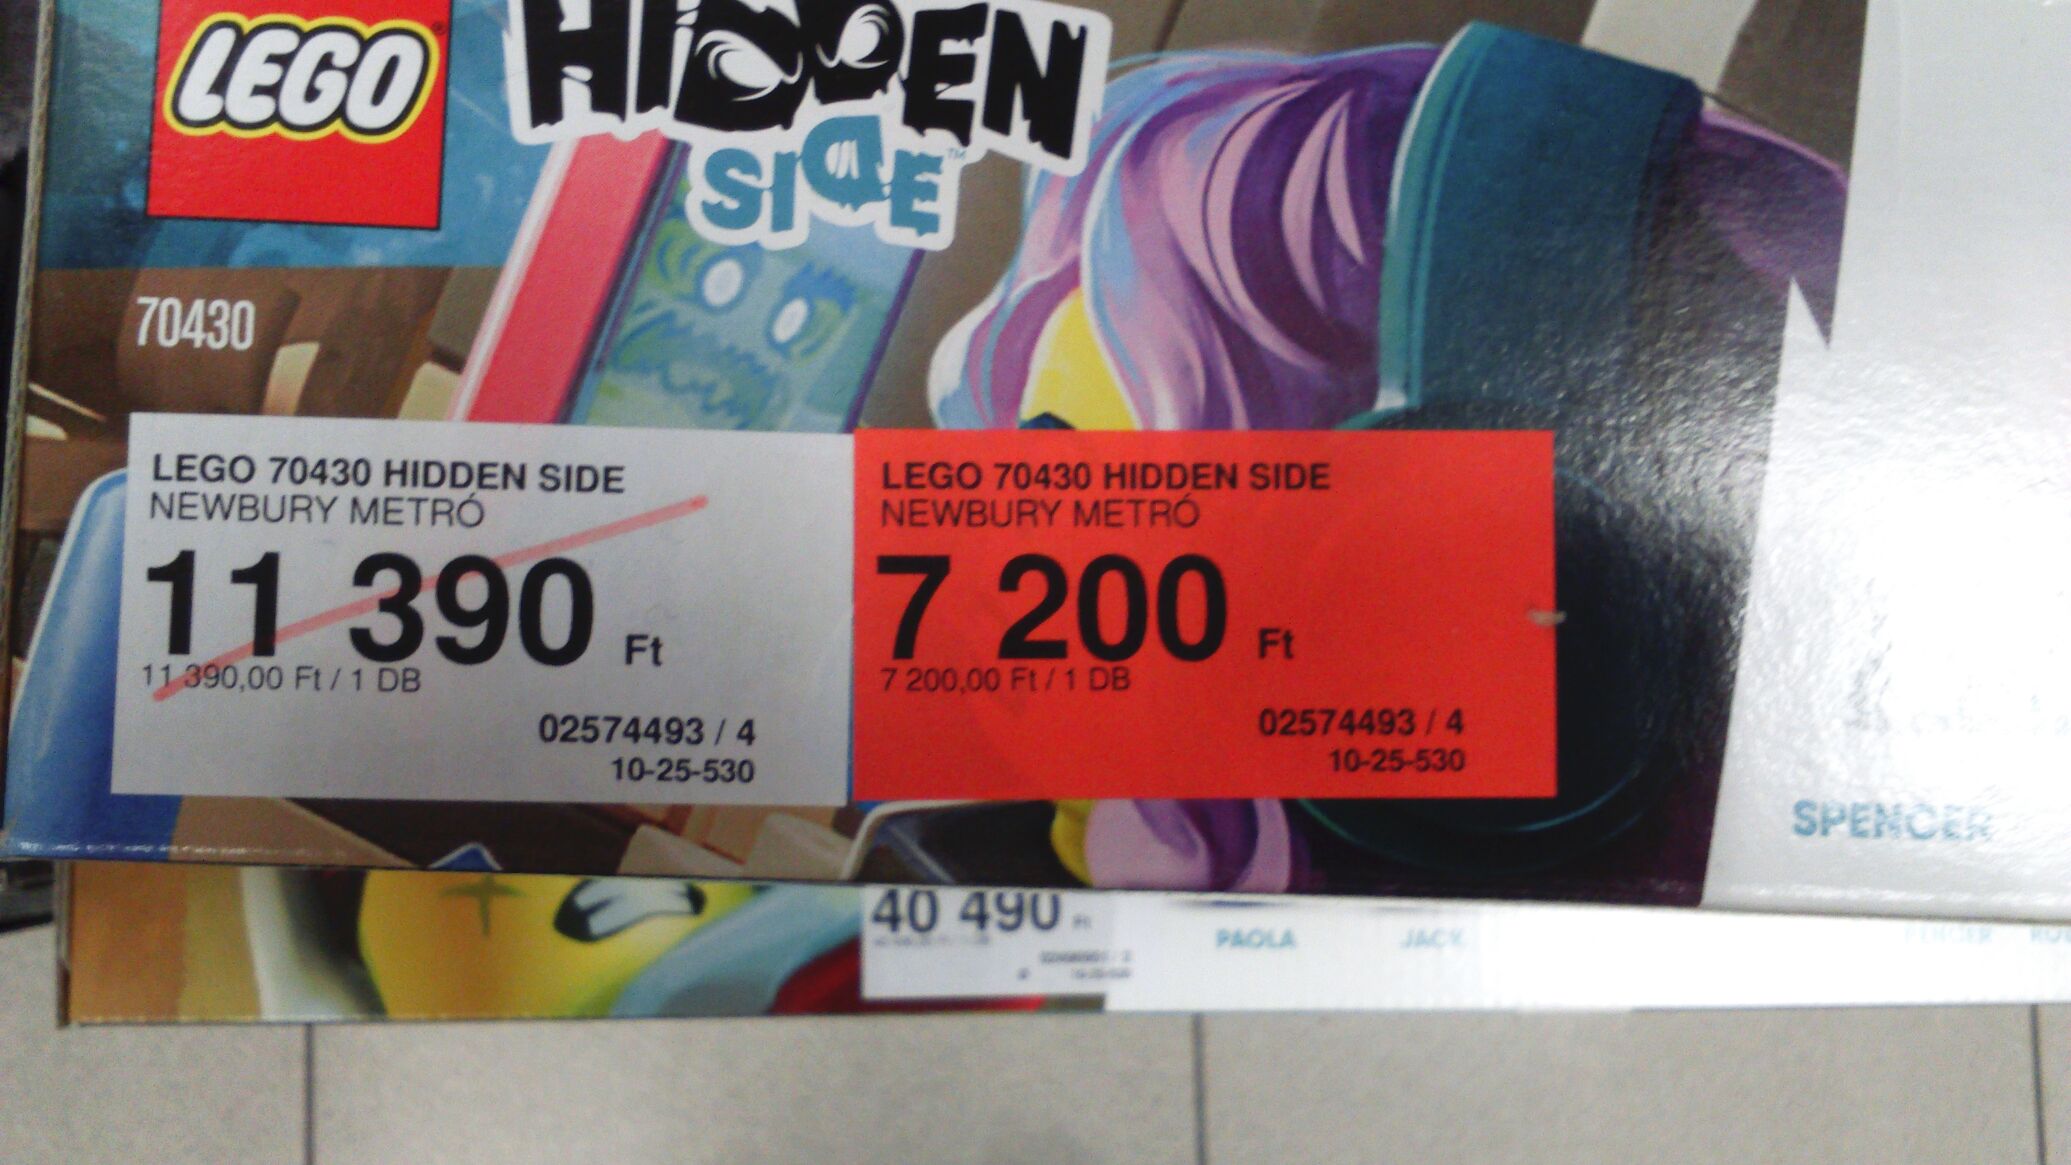 LEGO
HIDDEN
SIDE™
70430
LEGO 70430 HIDDEN SIDE
NEWBURY METRÓ
11 390 Ft
11 390,00 Ft / 1 DB
02574493 / 4
10-25-530
LEGO 70430 HIDDEN SIDE
NEWBURY METRÓ
7 200 Ft
7 200,00 Ft / 1 DB
02574493 / 4
10-25-530
SPENCER
40 490 Ft
PAOLA
JACK